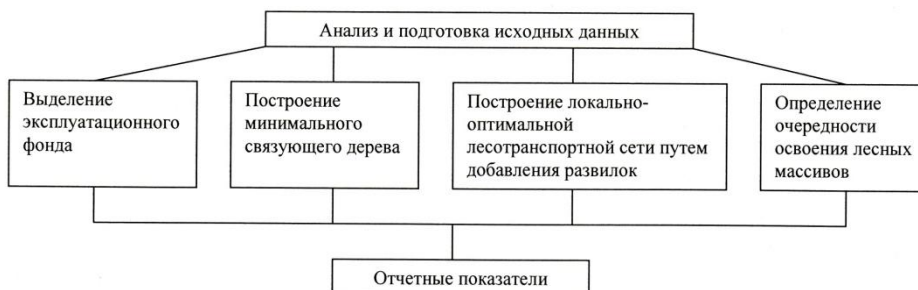 Анализ и подготовка исходных данных
Выделение
эксплуатационного
фонда
Построение
минимального
связующего дерева
Построение локально-
оптимальной
лесотранспортной сети путем
добавления развилок
Определение
очередности
освоения лесных
массивов
Отчетные показатели